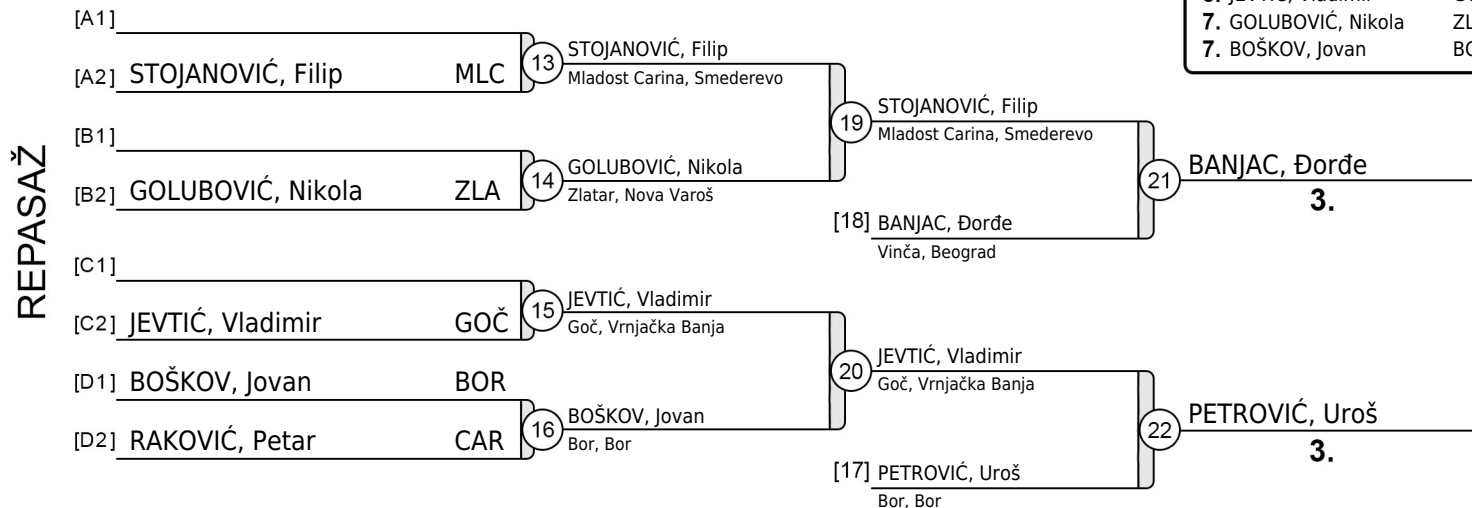 7. GOLUBOVIĆ, Nikola ZL
7. BOŠKOV, Jovan BO
REPASAŽ
[A1]
[A2] STOJANOVIĆ, Filip MLC
13
STOJANOVIĆ, Filip
Mladost Carina, Smederevo
[B1]
[B2] GOLUBOVIĆ, Nikola ZLA
14
GOLUBOVIĆ, Nikola
Zlatar, Nova Varoš
19
STOJANOVIĆ, Filip
Mladost Carina, Smederevo
[18] BANJAC, Đorđe
Vinča, Beograd
21
BANJAC, Đorđe
3.
[C1]
[C2] JEVTIĆ, Vladimir GOČ
15
JEVTIĆ, Vladimir
Goč, Vrnjačka Banja
[D1] BOŠKOV, Jovan BOR
[D2] RAKOVIĆ, Petar CAR
16
BOŠKOV, Jovan
Bor, Bor
20
JEVTIĆ, Vladimir
Goč, Vrnjačka Banja
[17] PETROVIĆ, Uroš
Bor, Bor
22
PETROVIĆ, Uroš
3.